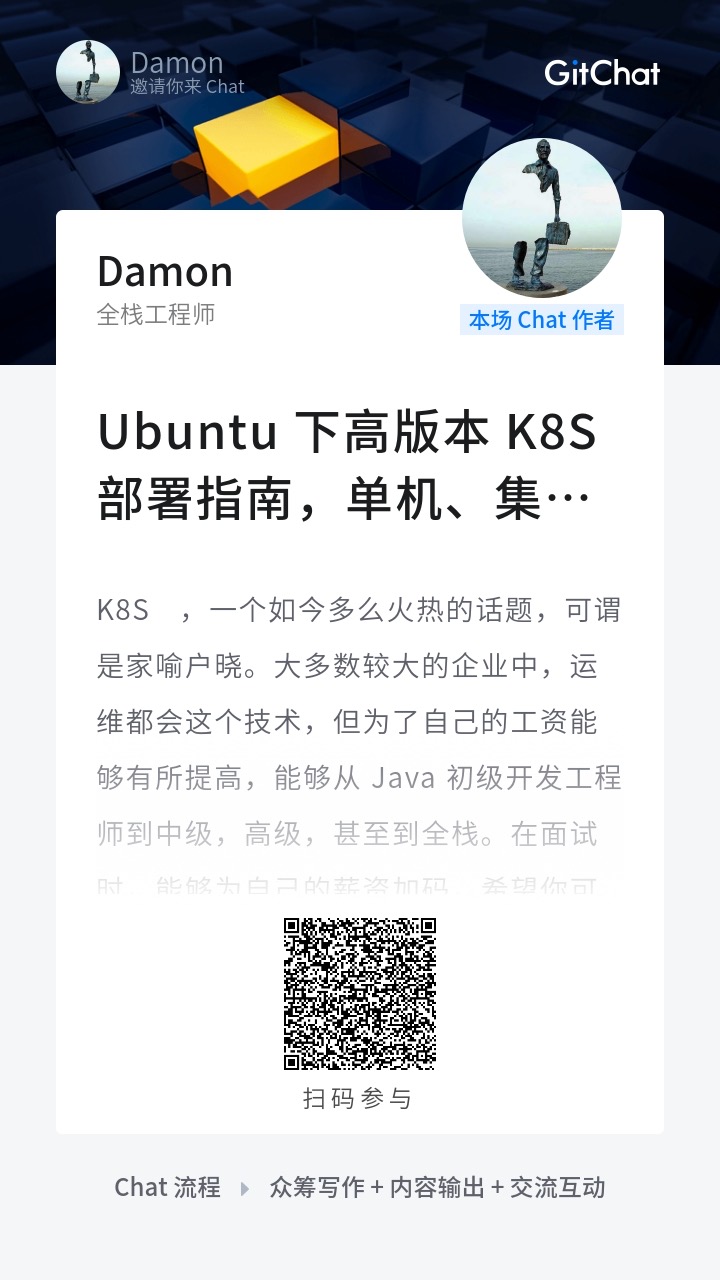 Damon
邀请你来 Chat
GitChat
Damon
全栈工程师
本场 Chat 作者
Ubuntu 下高版本 K8S
部署指南，单机、集…
K8S ，一个如今多么火热的话题，可谓
是家喻户晓。大多数较大的企业中，运
维都会这个技术，但为了自己的工资能
够有所提高，能够从 Java 初级开发工程
师到中级，高级，甚至到全栈。在面试
时，能够为自己的薪资加码，希望你可
扫码参与
Chat 流程 ▸ 众筹写作 + 内容输出 + 交流互动